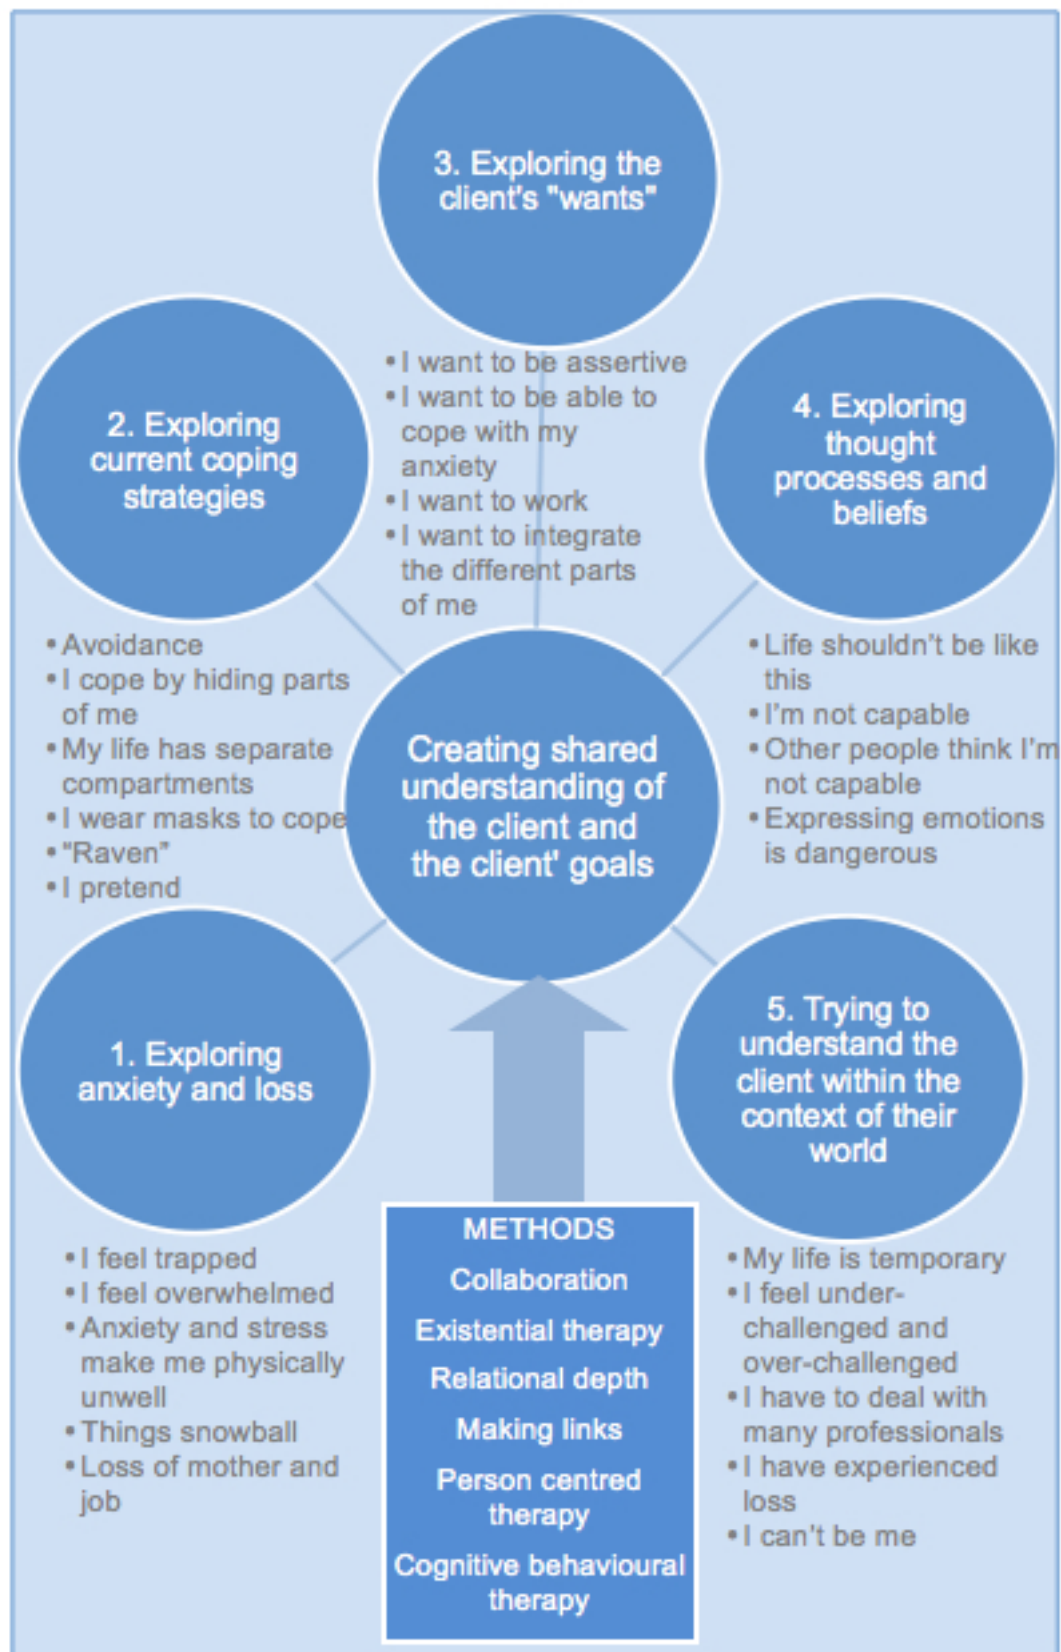 3. Exploring the
client's "wants"
• I want to be assertive
• I want to be able to
cope with my
anxiety
• I want to work
• I want to integrate
the different parts
of me
2. Exploring
current coping
strategies
• Avoidance
• I cope by hiding parts
of me
• My life has separate
compartments
• I wear masks to cope
• “Raven”
• I pretend
4. Exploring
thought
processes and
beliefs
• Life shouldn’t be like
this
• I’m not capable
• Other people think I’m
not capable
• Expressing emotions
is dangerous
Creating shared
understanding of
the client and
the client' goals
1. Exploring
anxiety and loss
• I feel trapped
• I feel overwhelmed
• Anxiety and stress
make me physically
unwell
• Things snowball
• Loss of mother and
job
5. Trying to
understand the
client within the
context of their
world
• My life is temporary
• I feel under-
challenged and
over-challenged
• I have to deal with
many professionals
• I have experienced
loss
• I can’t be me
METHODS
Collaboration
Existential therapy
Relational depth
Making links
Person centred
therapy
Cognitive behavioural
therapy